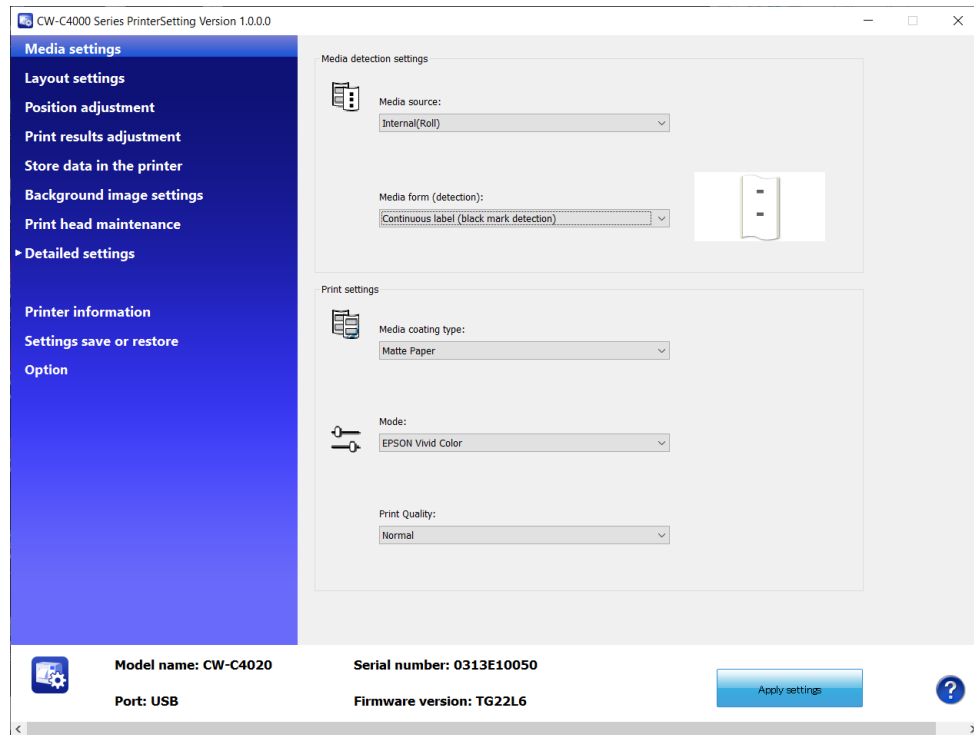 CW-C4000 Series PrinterSetting Version 1.0.0.0
Media settings
Layout settings
Position adjustment
Print results adjustment
Store data in the printer
Background image settings
Print head maintenance
Detailed settings
Printer information
Settings save or restore
Option
Media detection settings
Media source:
Internal(Roll)
Media form (detection):
Continuous label (black mark detection)
Print settings
Media coating type:
Matte Paper
Mode:
EPSON Vivid Color
Print Quality:
Normal
Model name: CW-C4020
Serial number: 0313E10050
Port: USB
Firmware version: TG22L6
Apply settings
?